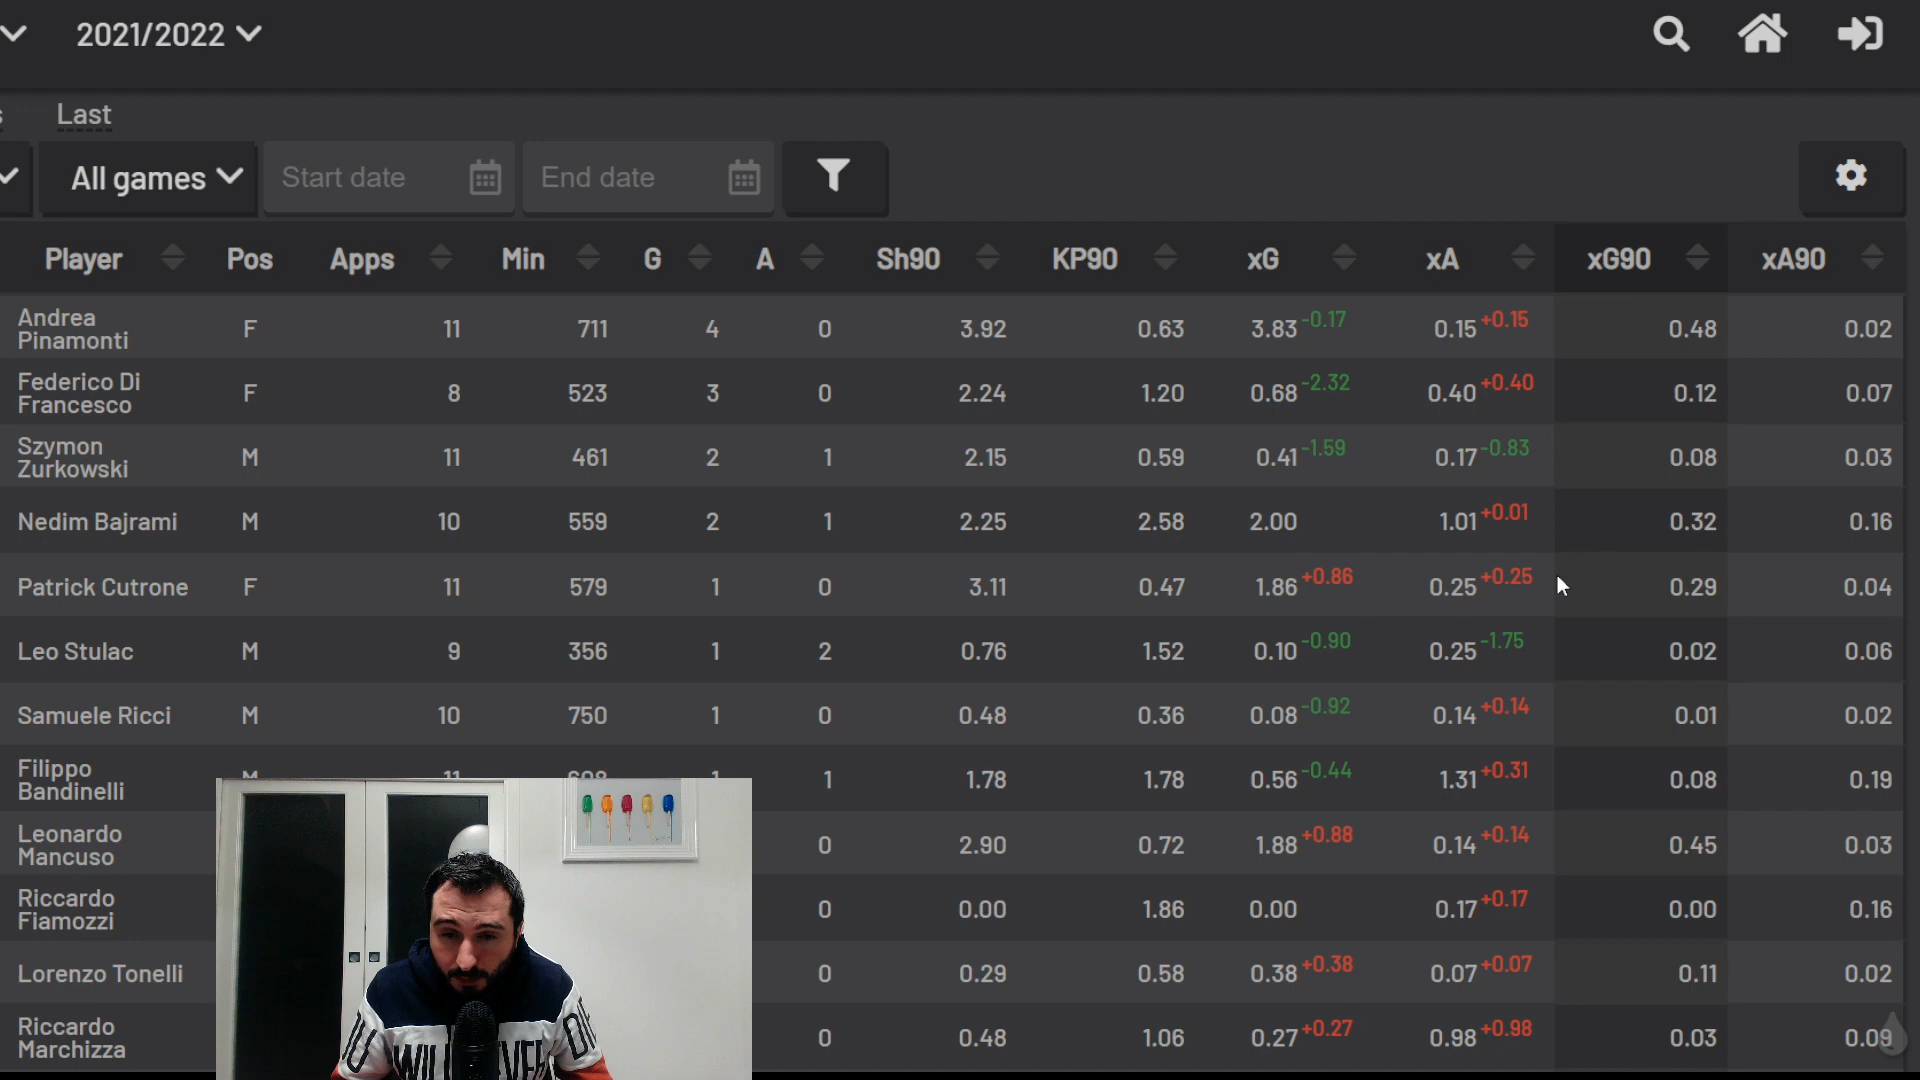 2021/2022
Last
All games Start date End date
Player Pos Apps Min G A Sh90 KP90 xG xA xG90 xA90
Andrea Pinamonti F 11 711 4 0 3.92 0.63 3.83 -0.17 0.15 +0.15 0.48 0.02
Federico Di Francesco F 8 523 3 0 2.24 1.20 0.68 -2.32 0.40 +0.40 0.12 0.07
Szymon Zurkowski M 11 461 2 1 2.15 0.59 0.41 -1.59 0.17 -0.83 0.08 0.03
Nedim Bajrami M 10 559 2 1 2.25 2.58 2.00 1.01 +0.01 0.32 0.16
Patrick Cutrone F 11 579 1 0 3.11 0.47 1.86 +0.86 0.25 +0.25 0.29 0.04
Leo Stulac M 9 356 1 2 0.76 1.52 0.10 -0.90 0.25 -1.75 0.02 0.06
Samuele Ricci M 10 750 1 0 0.48 0.36 0.08 -0.92 0.14 +0.14 0.01 0.02
Filippo Bandinelli M 11 1 1.78 1.78 0.56 -0.44 1.31 +0.31 0.08 0.19
Leonardo Mancuso 0 2.90 0.72 1.88 +0.88 0.14 +0.14 0.45 0.03
Riccardo Fiamozzi 0 0.00 1.86 0.00 0.17 +0.17 0.00 0.16
Lorenzo Tonelli 0 0.29 0.58 0.38 +0.38 0.07 +0.07 0.11 0.02
Riccardo Marchizza 0 0.48 1.06 0.27 +0.27 0.98 +0.98 0.03 0.09